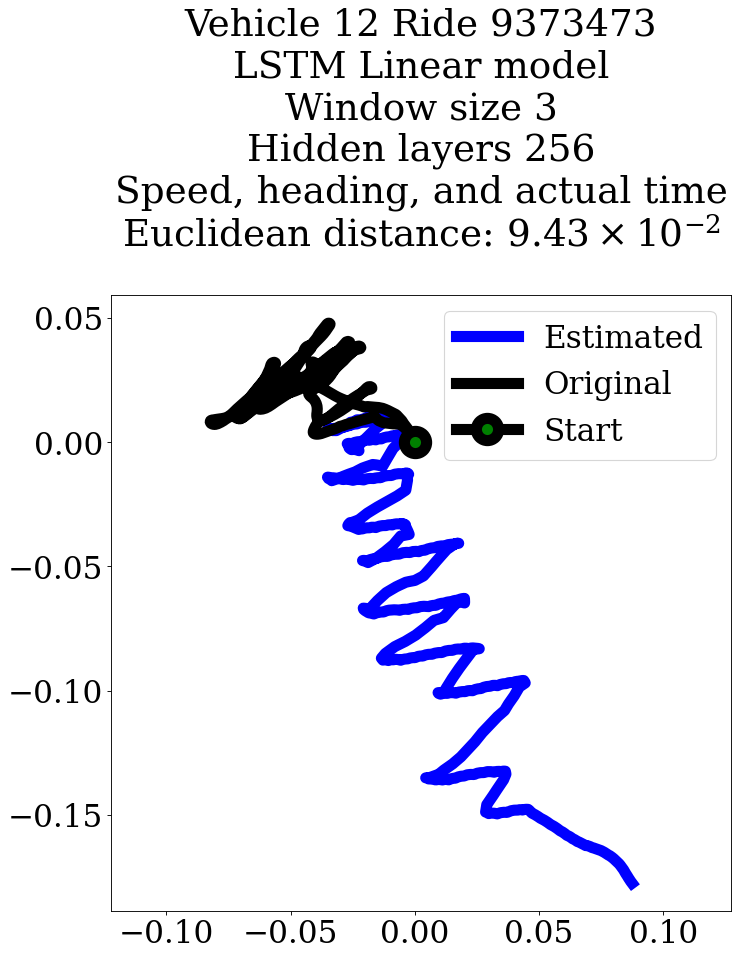 Vehicle 12 Ride 9373473
LSTM Linear model
Window size 3
Hidden layers 256
Speed, heading, and actual time
Euclidean distance: 9.43 × 10⁻²
Estimated
Original
Start
0.05
0.00
−0.05
−0.10
−0.15
−0.10 −0.05 0.00 0.05 0.10